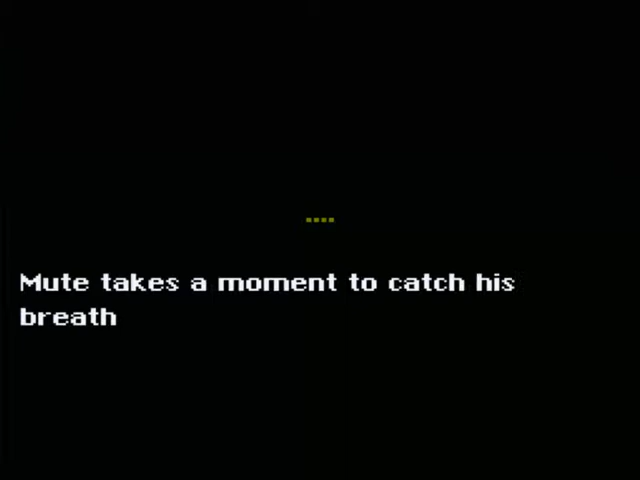 ....
Mute takes a moment to catch his
breath